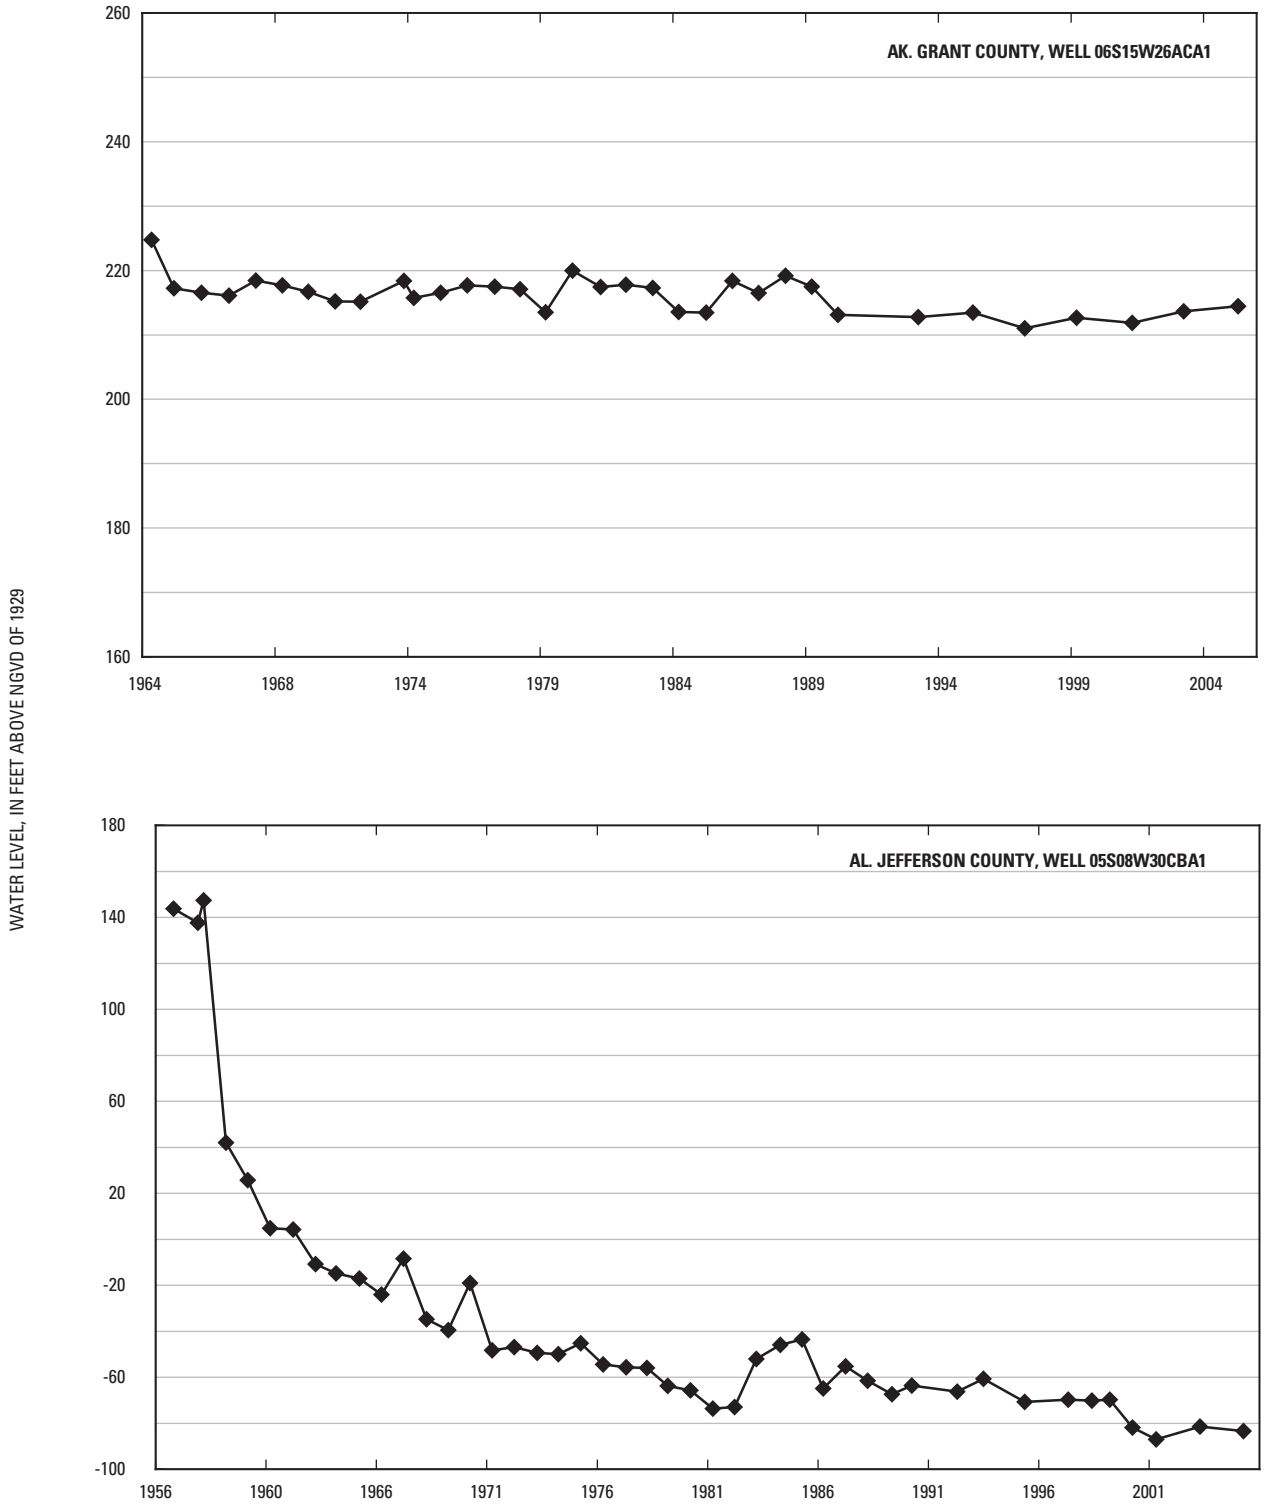 WATER LEVEL, IN FEET ABOVE NGVD OF 1929
260
AK. GRANT COUNTY, WELL 06S15W26ACA1
240
220
200
180
160
1964 1968 1974 1979 1984 1989 1994 1999 2004
180
AL. JEFFERSON COUNTY, WELL 05S08W30CBA1
140
100
60
20
-20
-60
-100
1956 1960 1966 1971 1976 1981 1986 1991 1996 2001